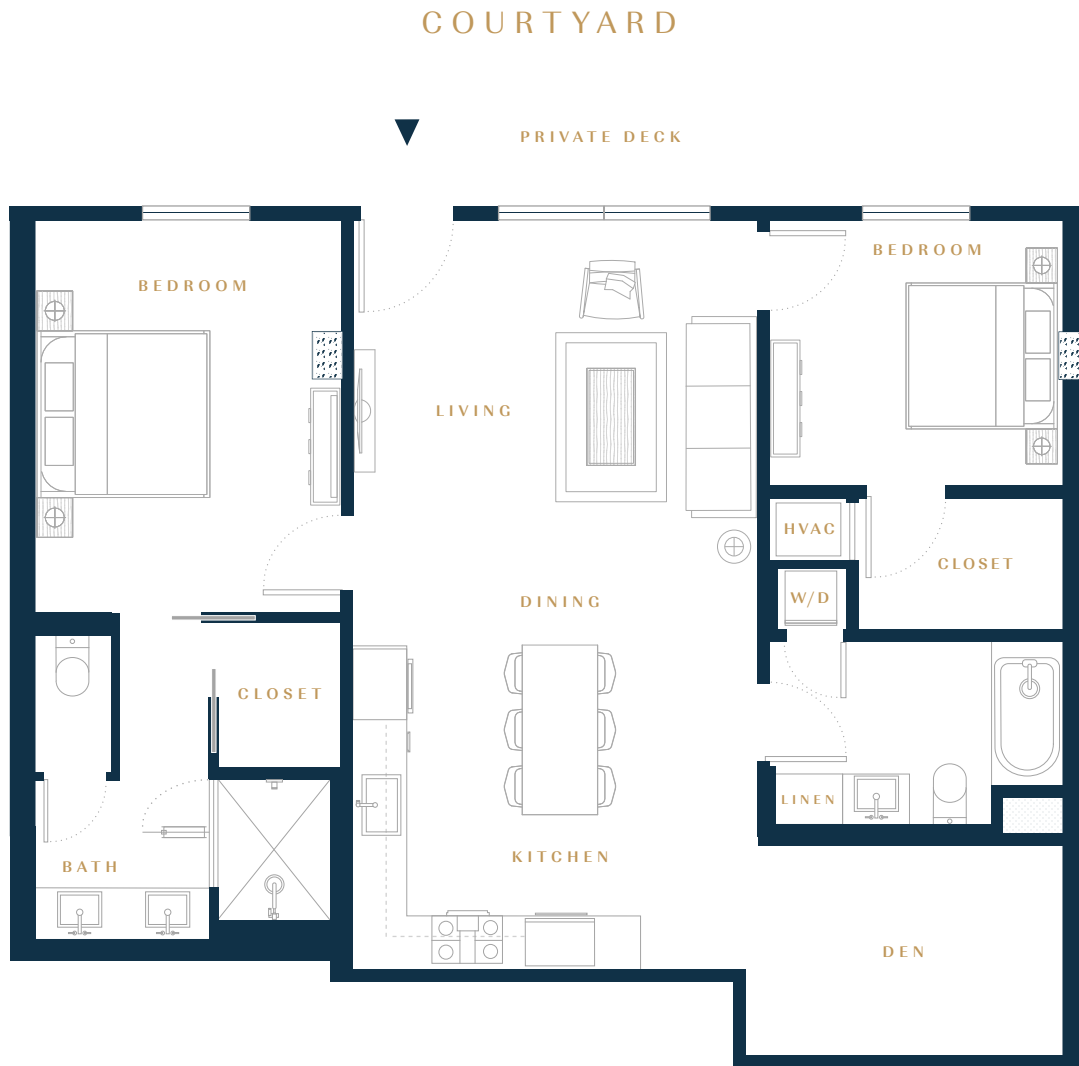 COURTYARD
PRIVATE DECK
BEDROOM
BEDROOM
LIVING
HVAC
CLOSET
W/D
DINING
CLOSET
LINEN
BATH
KITCHEN
DEN